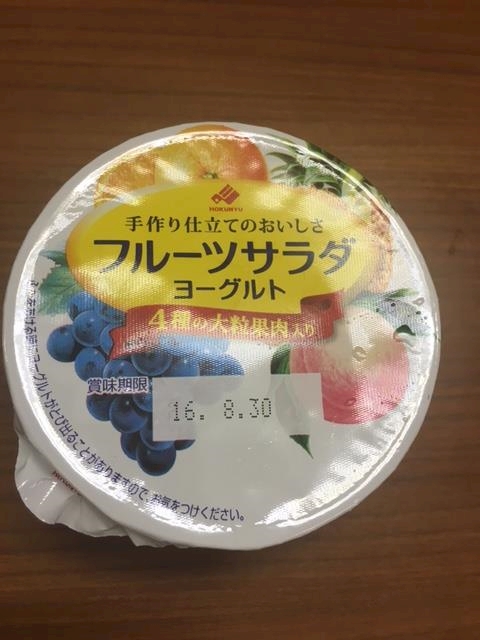 HOKUNYU
手作り仕立てのおいしさ
フルーツサラダ
ヨーグルト
4種の大粒果肉入り
賞味期限
16. 8.30
ヨーグルトがとび出ることがありますので、お気をつけください。